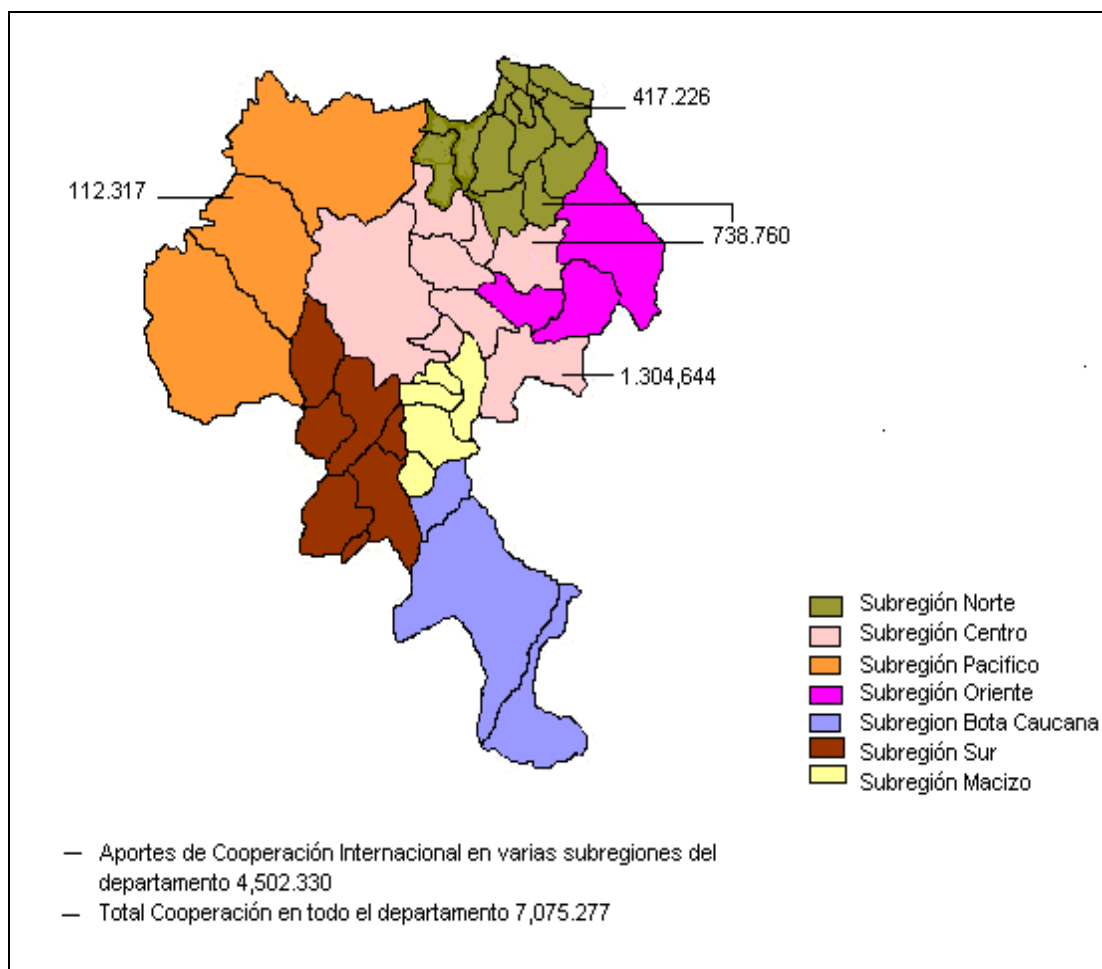 417.226
112.317
738.760
1.304,644
Subregión Norte
Subregión Centro
Subregión Pacifico
Subregión Oriente
Subregion Bota Caucana
Subregión Sur
Subregión Macizo
— Aportes de Cooperación Internacional en varias subregiones del
departamento 4,502.330
— Total Cooperación en todo el departamento 7,075.277